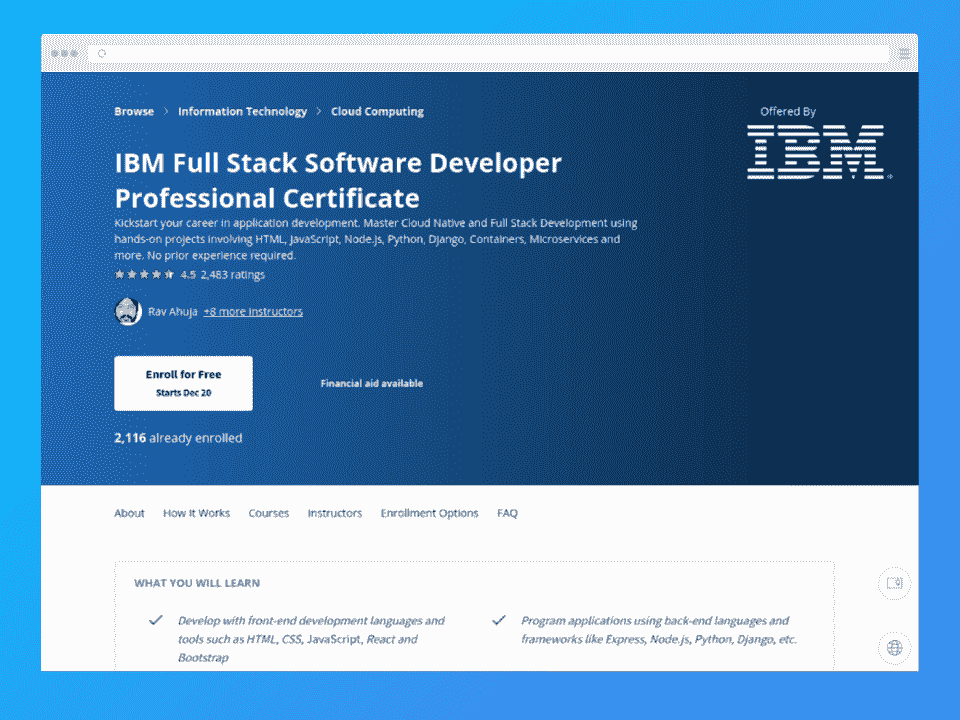 Browse > Information Technology > Cloud Computing
Offered By
IBM
IBM Full Stack Software Developer
Professional Certificate
Kickstart your career in application development. Master Cloud Native and Full Stack Development using
hands-on projects involving HTML, JavaScript, Node.js, Python, Django, Containers, Microservices and
more. No prior experience required.
4.5 2,483 ratings
Rav Ahuja +8 more instructors
Enroll for Free
Starts Dec 20
Financial aid available
2,116 already enrolled
About How It Works Courses Instructors Enrollment Options FAQ
WHAT YOU WILL LEARN
Develop with front-end development languages and
tools such as HTML, CSS, JavaScript, React and
Bootstrap
Program applications using back-end languages and
frameworks like Express, Node.js, Python, Django, etc.